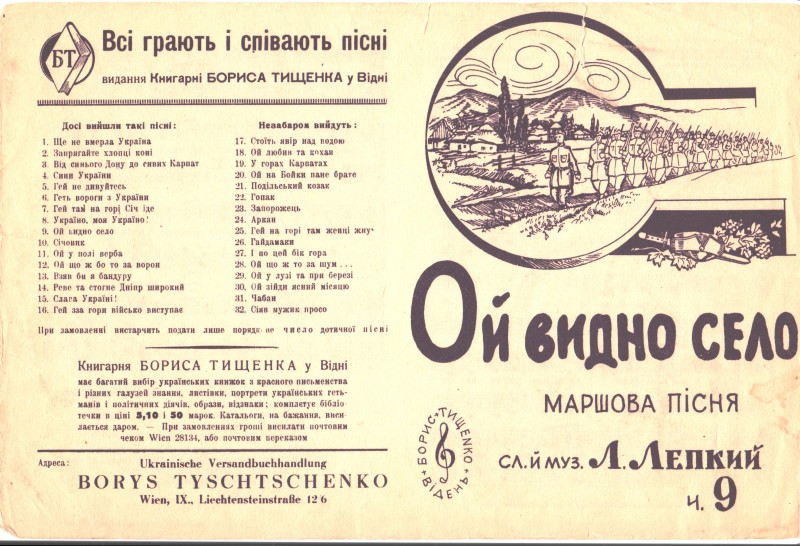 БТ
Всі грають і співають пісні
видання Книгарні БОРИСА ТИЩЕНКА у Відні
Досі вийшли такі пісні:
1. Ще не вмерла Україна
2. Запрягайте хлопці коні
3. Від синього Дону до сивих Карпат
4. Сини України
5. Гей не дивуйтесь
6. Геть вороги з України
7. Гей там на горі Січ іде
8. Україно, моя Україно!
9. Ой видно село
10. Січовик
11. Ой у полі верба
12. Ой що ж бо то за ворон
13. Взяв би я бандуру
14. Реве та стогне Дніпр широкий
15. Слава Україні!
16. Гей зза гори військо виступає
Незабаром вийдуть:
17. Стоїть явір над водою
18. Ой любив та кохав
19. У горах Карпатах
20. Ой на Бойки пане брате
21. Подільський козак
22. Гопак
23. Запорожець
24. Аркан
25. Гей на горі там женці жнуть
26. Гайдамаки
27. І по цей бік гора
28. Ой що ж то за шум . . .
29. Ой у лузі та при березі
30. Ой зійди ясний місяцю
31. Чабан
32. Сіяв мужик просо
При замовленні вистарчить подати лише порядкове число дотичної пісні
Книгарня БОРИСА ТИЩЕНКА у Відні
має багатий вибір українських книжок з красного письменства
і різних галузей знання, листівки, портрети українських геть-
манів і політичних діячів, образи, відзнаки; комплєтує бібліо-
течки в ціні 5,10 і 50 марок. Катальоги, на бажання, виси-
лається даром. — При замовленнях гроші висилати почтовим
чеком Wien 28134, або почтовим переказом
Адреса:
Ukrainische Versandbuchhandlung
BORYS TYSCHTSCHENKO
Wien, IX., Liechtensteinstraße 126
Ой видно село
МАРШОВА ПІСНЯ
БОРИС·ТИЩЕНКО
ВІДЕНЬ
СЛ. Й МУЗ. Л. ЛЕПКИЙ
Ч. 9